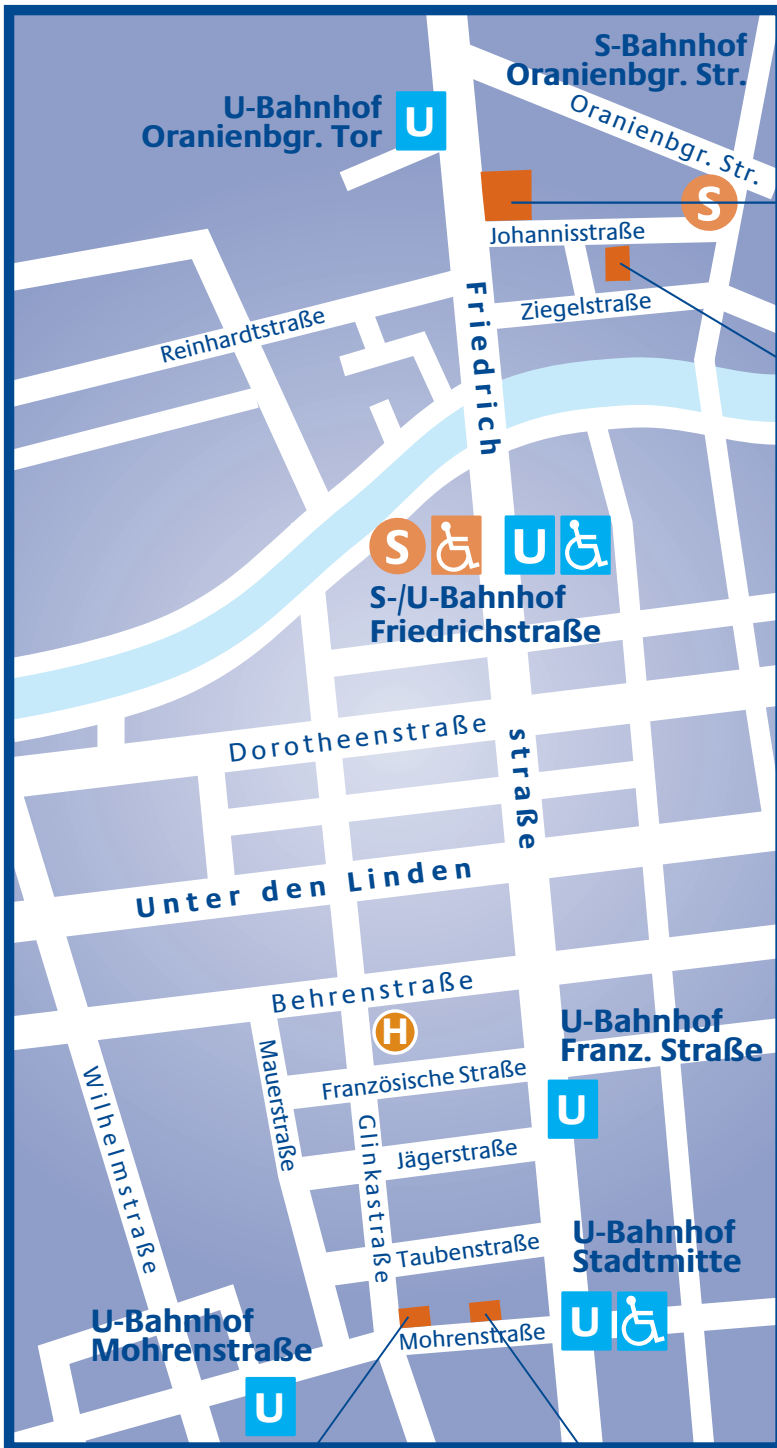 S-Bahnhof
Oranienbgr. Str.
U-Bahnhof
Oranienbgr. Tor
U
Oranienbgr. Str.
S
Johannisstraße
Ziegelstraße
Reinhardtstraße
Friedrich
S
U
S-/U-Bahnhof
Friedrichstraße
Dorotheenstraße
straße
Unter den Linden
Behrenstraße
H
U-Bahnhof
Franz. Straße
U
Mauerstraße
Französische Straße
Wilhelmstraße
Glinkastraße
Jägerstraße
Taubenstraße
U-Bahnhof
Stadtmitte
U
U-Bahnhof
Mohrenstraße
U
Mohrenstraße